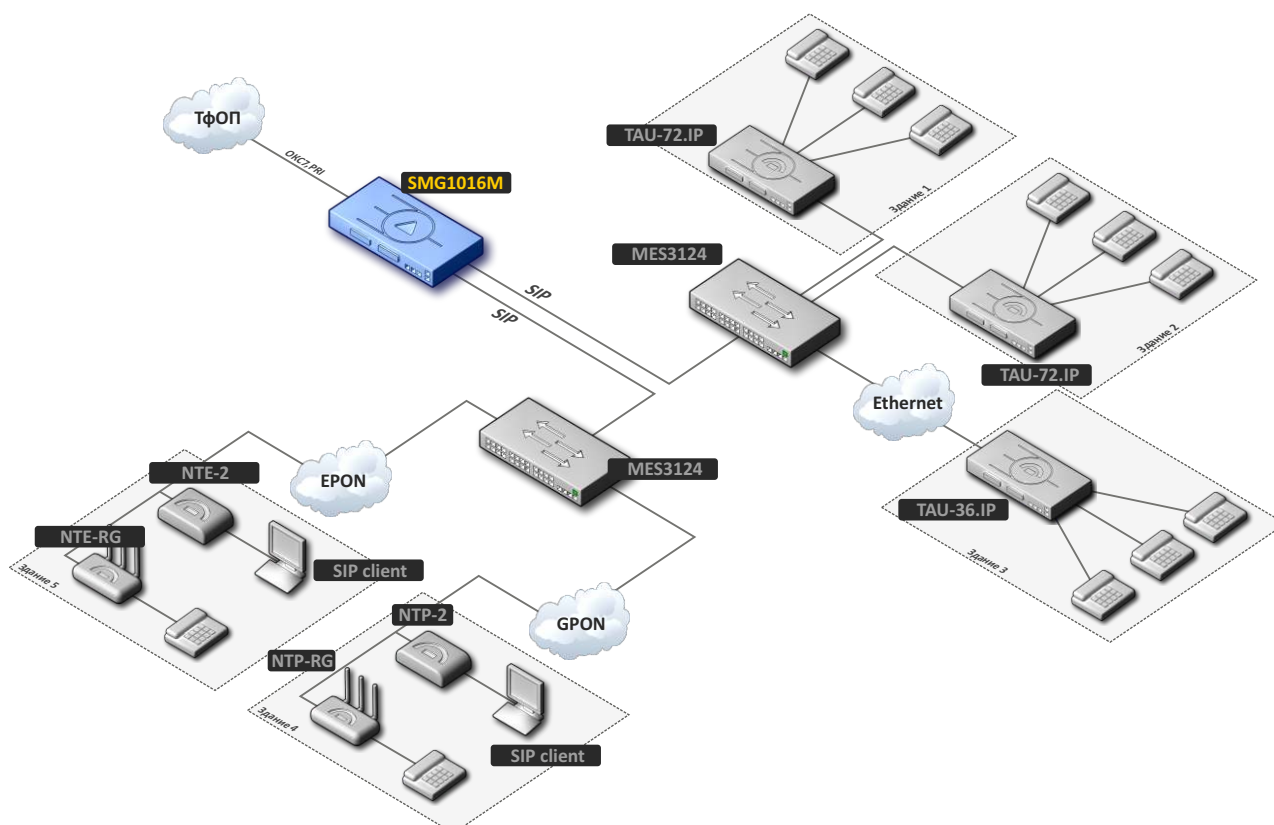 ТфОП
ОКС7,PRI
SMG1016M
SIP
SIP
TAU-72.IP
Здание 1
MES3124
Здание 2
TAU-72.IP
Ethernet
TAU-36.IP
Здание 3
MES3124
EPON
NTE-2
NTE-RG
SIP client
Здание 5
GPON
NTP-2
NTP-RG
SIP client
Здание 4